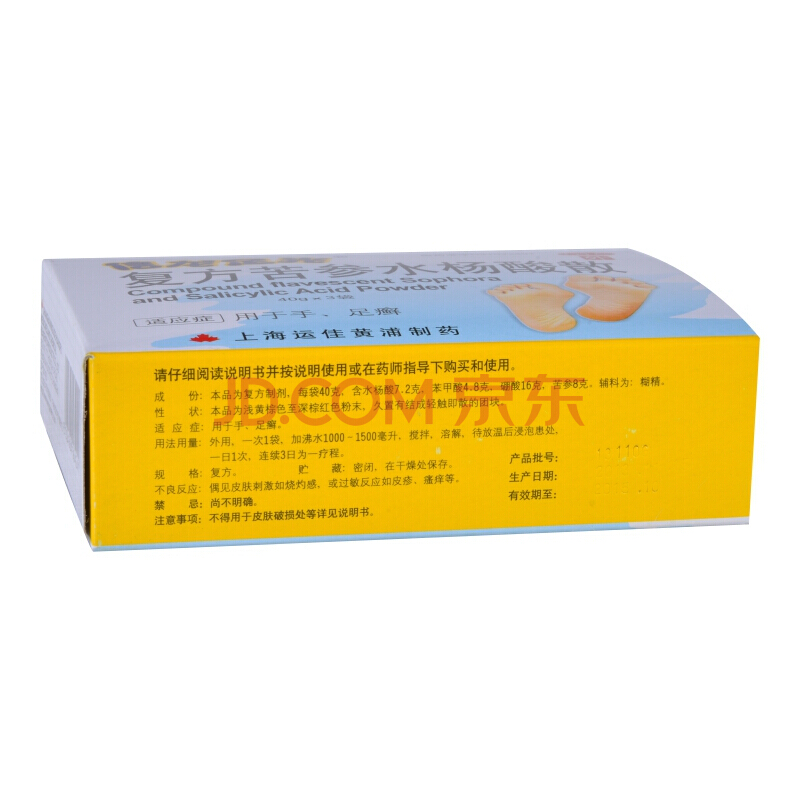 复方苦参水杨酸散
Compound flavescent Sophora
and Salicylic Acid Powder
40g×3袋
适应症 用于手、足癣
上海运佳黄浦制药
请仔细阅读说明书并按说明使用或在药师指导下购买和使用。
成 份：本品为复方制剂，每袋40克，含水杨酸7.2克，苯甲酸4.8克，硼酸16克，苦参8克。辅料为：糊精。
性 状：本品为浅黄棕色至深棕红色粉末，久置有结成轻触即散的团块。
适 应 症：用于手、足癣。
用法用量：外用，一次1袋，加沸水1000-1500毫升，搅拌，溶解，待放温后浸泡患处，
一日1次，连续3日为一疗程。
规 格：复方。 贮 藏：密闭，在干燥处保存。
不良反应：偶见皮肤刺激如烧灼感，或过敏反应如皮疹、瘙痒等。
禁 忌：尚不明确。
注意事项：不得用于皮肤破损处等详见说明书。
产品批号：
生产日期：
有效期至：
JD.COM 京东